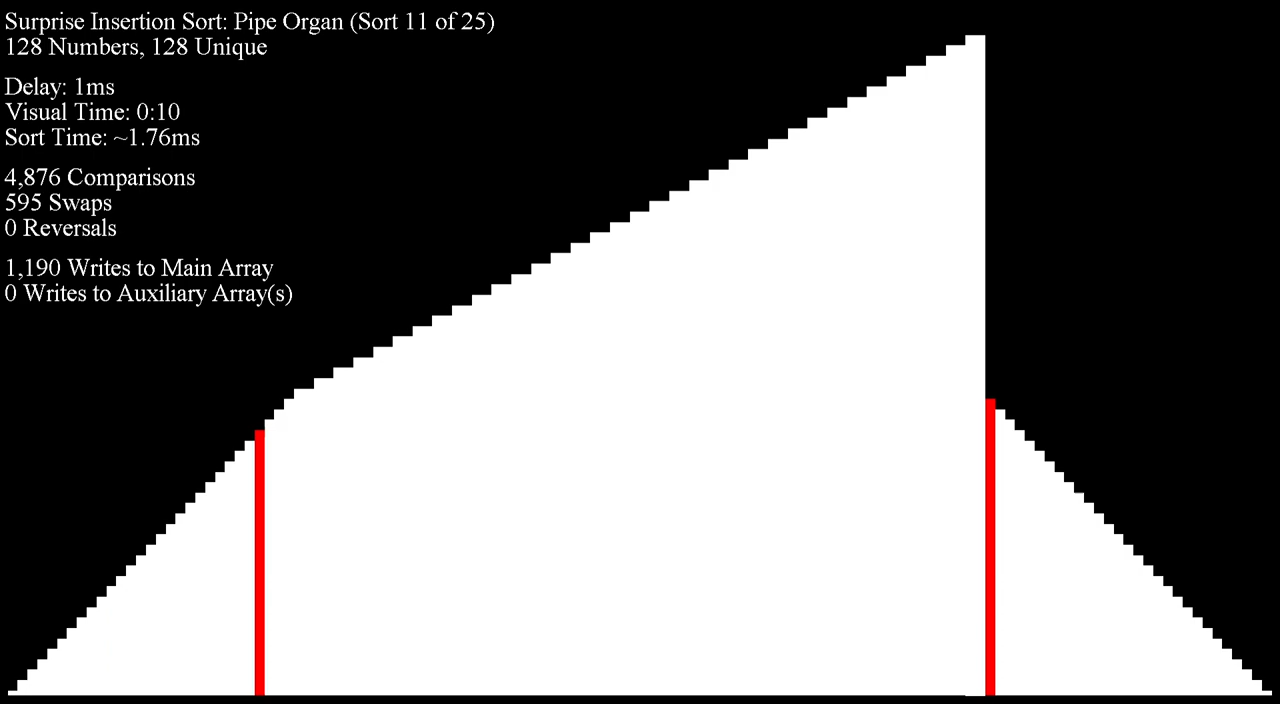 Surprise Insertion Sort: Pipe Organ (Sort 11 of 25)
128 Numbers, 128 Unique
Delay: 1ms
Visual Time: 0:10
Sort Time: ~1.76ms
4,876 Comparisons
595 Swaps
0 Reversals
1,190 Writes to Main Array
0 Writes to Auxiliary Array(s)